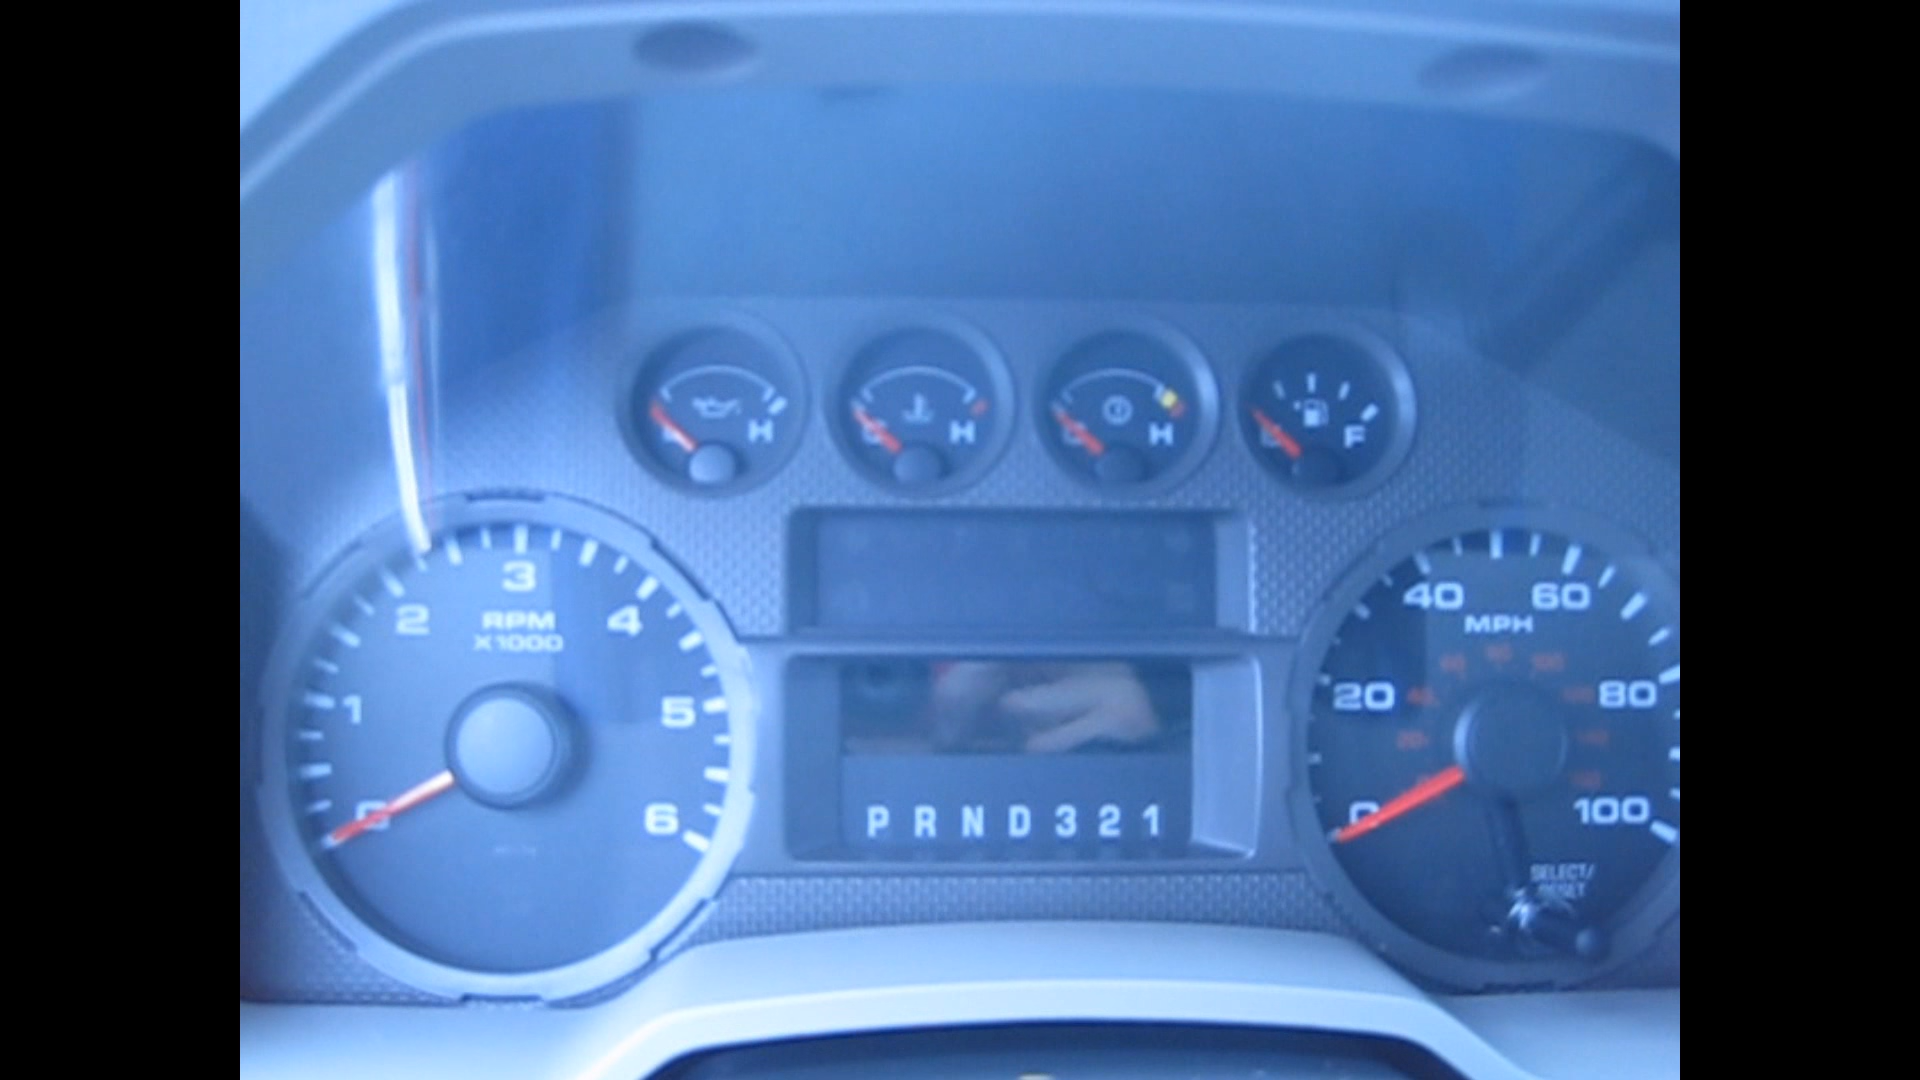 L H
C H
C H
E F
0 1 2 3 4 5 6
RPM
X1000
P R N D 3 2 1
0 20 40 60 80 100
MPH
SELECT/
RESET